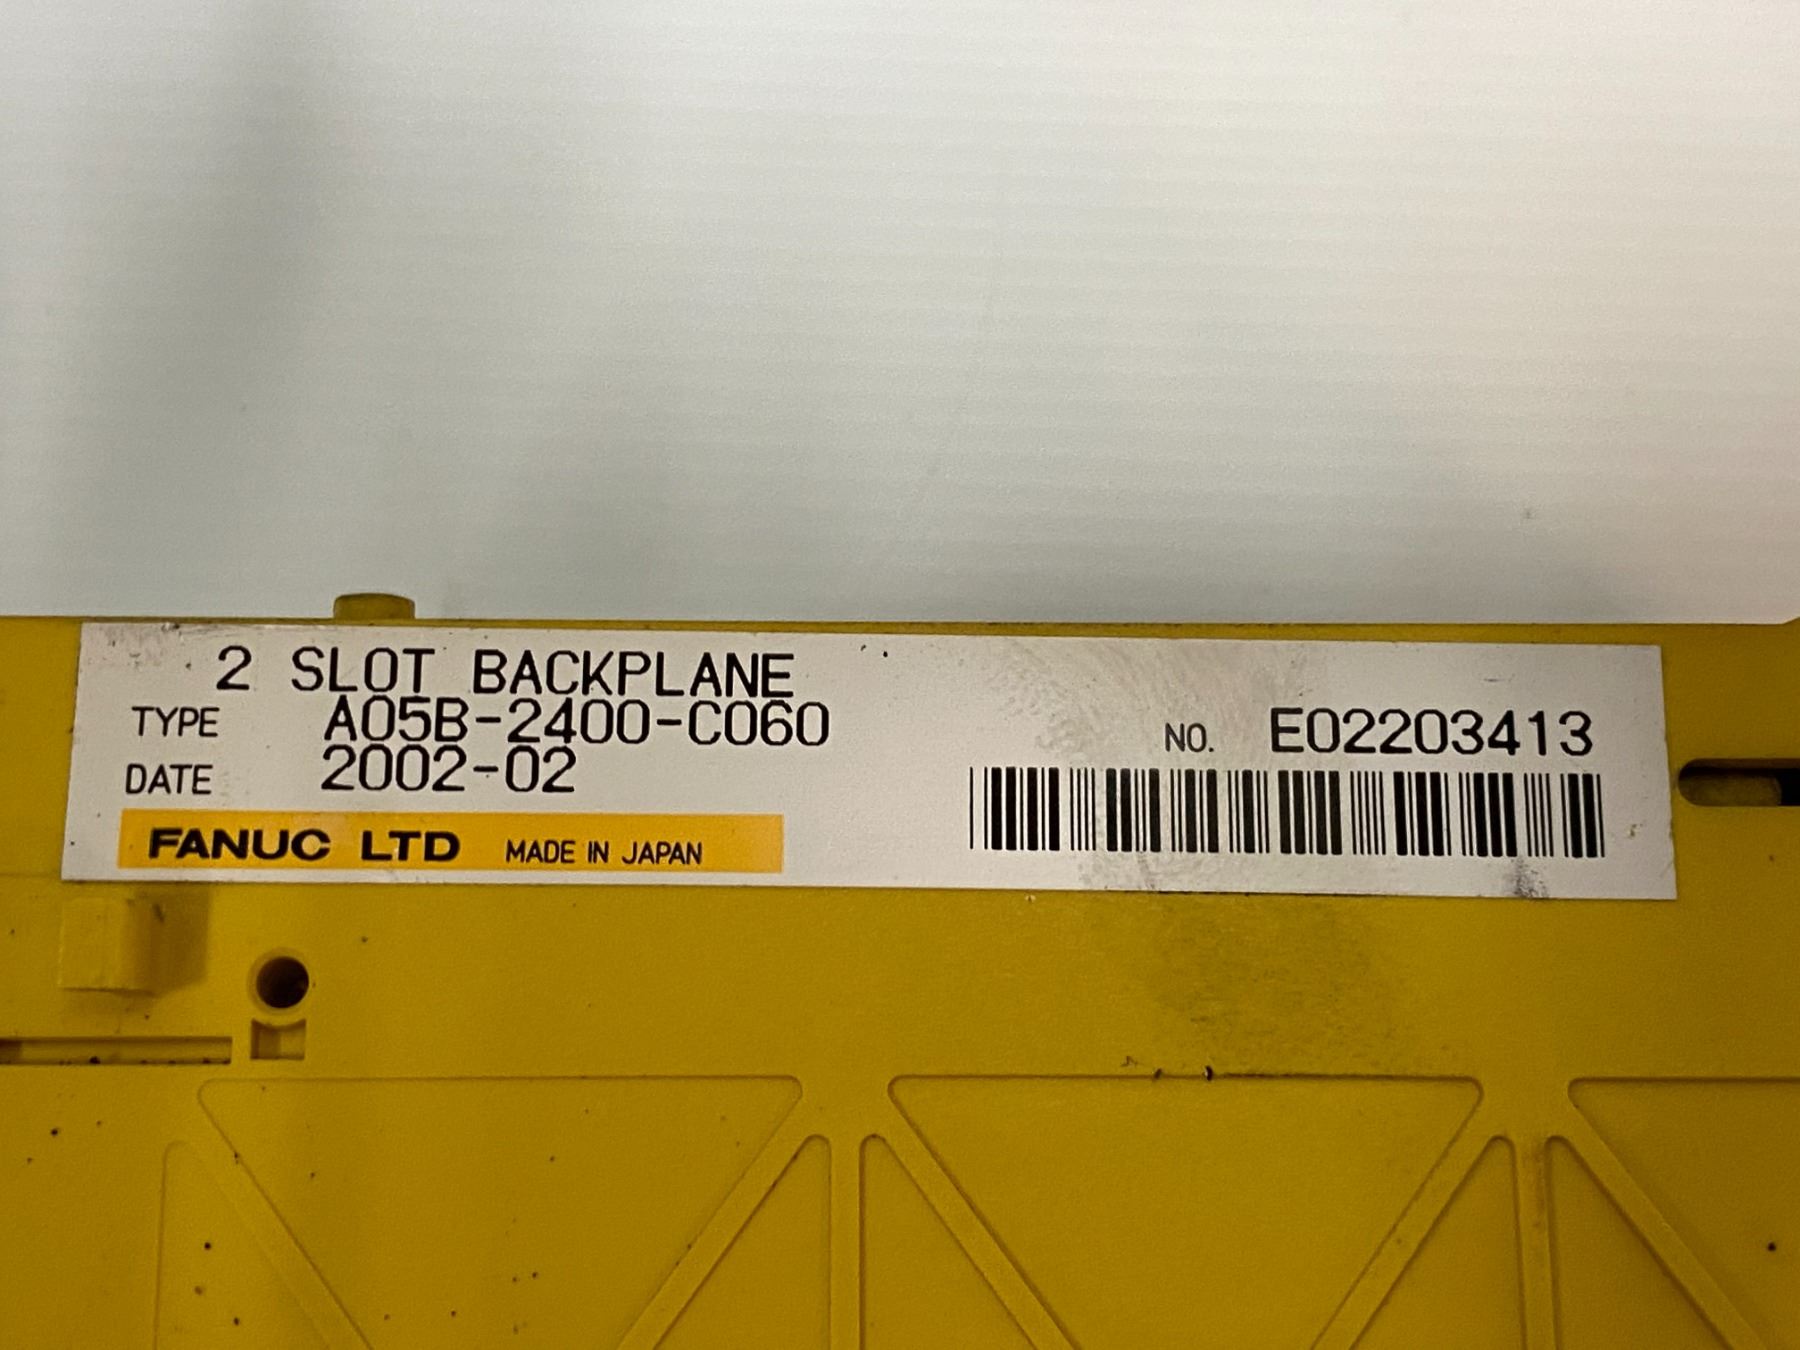 2 SLOT BACKPLANE
TYPE A05B-2400-C060
DATE 2002-02
NO. E02203413
FANUC LTD MADE IN JAPAN